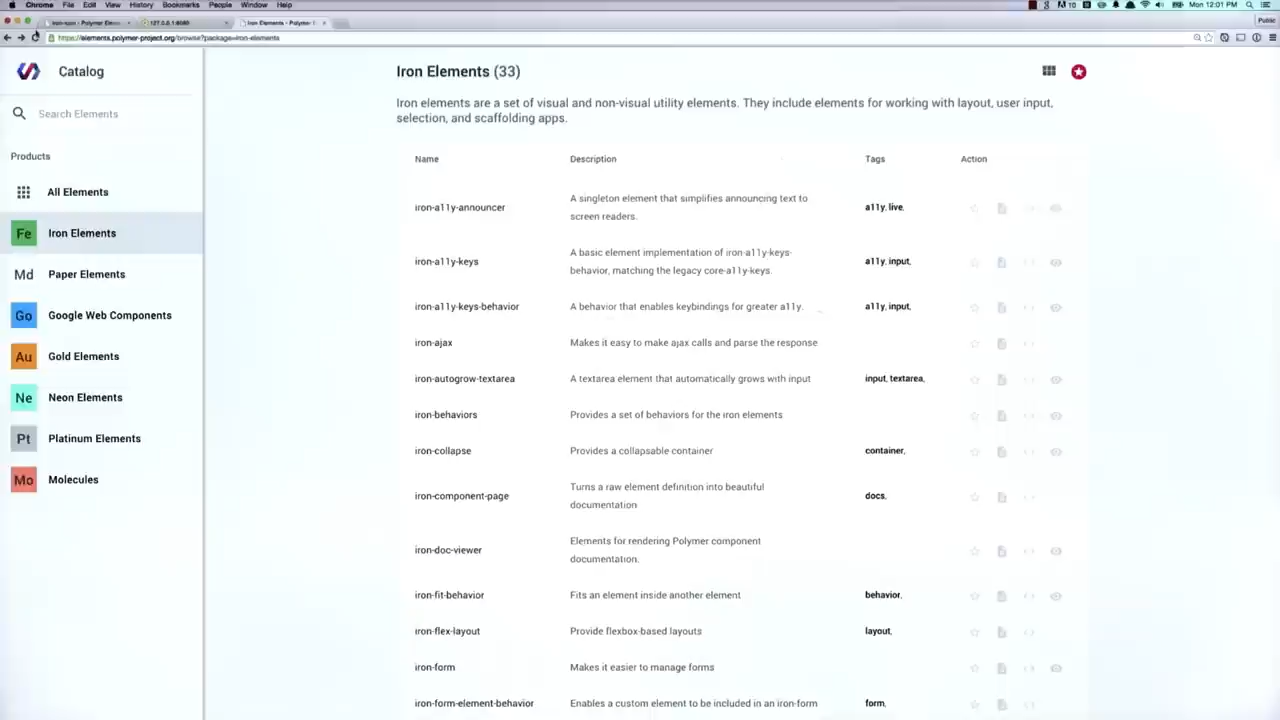 Chrome File Edit View History Bookmarks People Window Help
Mon 12:01 PM
127.0.0.1:8080
Iron Elements - Polymer E
Public
https://elements.polymer-project.org/browse?package=iron-elements
Catalog
Search Elements
Products
All Elements
Fe Iron Elements
Md Paper Elements
Go Google Web Components
Au Gold Elements
Ne Neon Elements
Pt Platinum Elements
Mo Molecules
Iron Elements (33)
Iron elements are a set of visual and non-visual utility elements. They include elements for working with layout, user input,
selection, and scaffolding apps.
Name Description Tags Action
iron-a11y-announcer A singleton element that simplifies announcing text to
screen readers. a11y, live,
iron-a11y-keys A basic element implementation of iron-a11y-keys-
behavior, matching the legacy core-a11y-keys. a11y, input,
iron-a11y-keys-behavior A behavior that enables keybindings for greater a11y. a11y, input,
iron-ajax Makes it easy to make ajax calls and parse the response
iron-autogrow-textarea A textarea element that automatically grows with input input, textarea,
iron-behaviors Provides a set of behaviors for the iron elements
iron-collapse Provides a collapsable container container,
iron-component-page Turns a raw element definition into beautiful
documentation docs,
iron-doc-viewer Elements for rendering Polymer component
documentation.
iron-fit-behavior Fits an element inside another element behavior,
iron-flex-layout Provide flexbox-based layouts layout,
iron-form Makes it easier to manage forms
iron-form-element-behavior Enables a custom element to be included in an iron-form form,